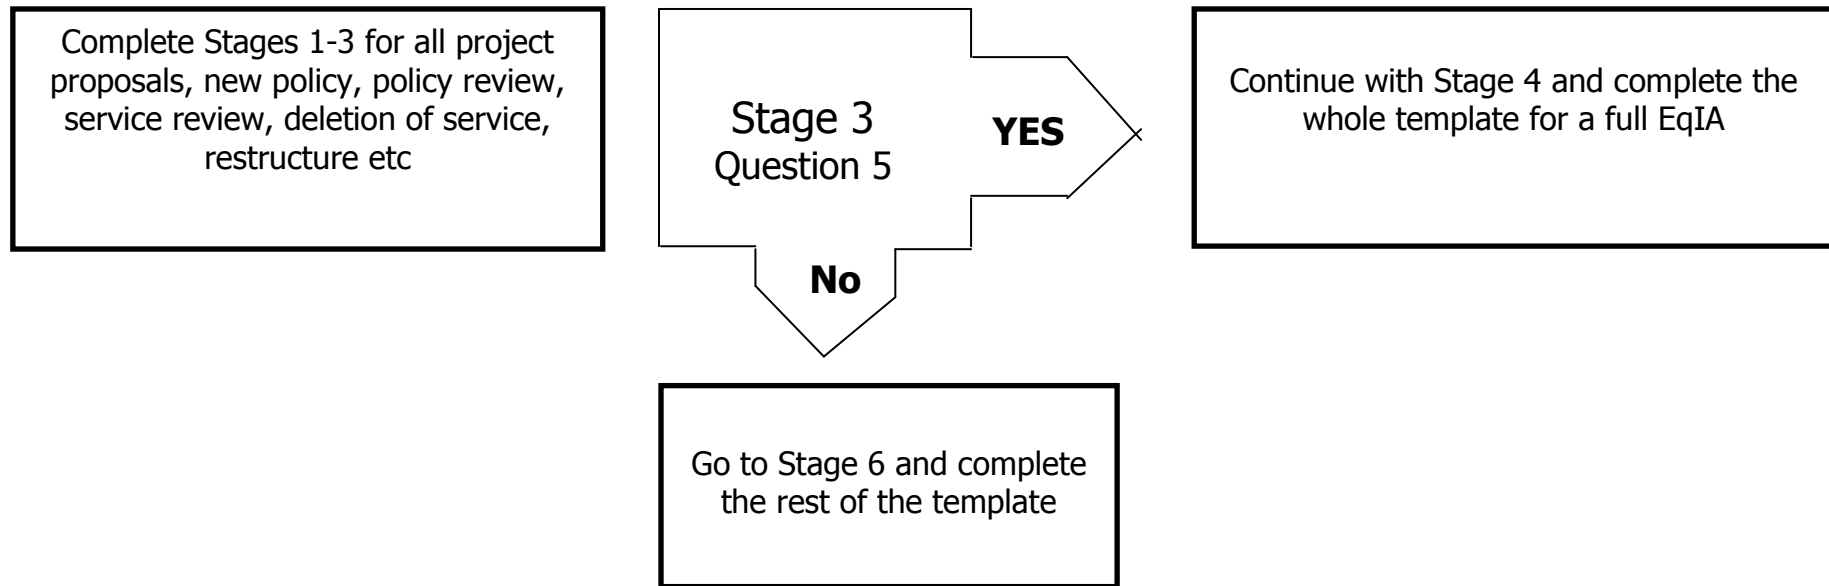 Complete Stages 1-3 for all project
proposals, new policy, policy review,
service review, deletion of service,
restructure etc
Stage 3
Question 5
YES
Continue with Stage 4 and complete the
whole template for a full EqIA
No
Go to Stage 6 and complete
the rest of the template